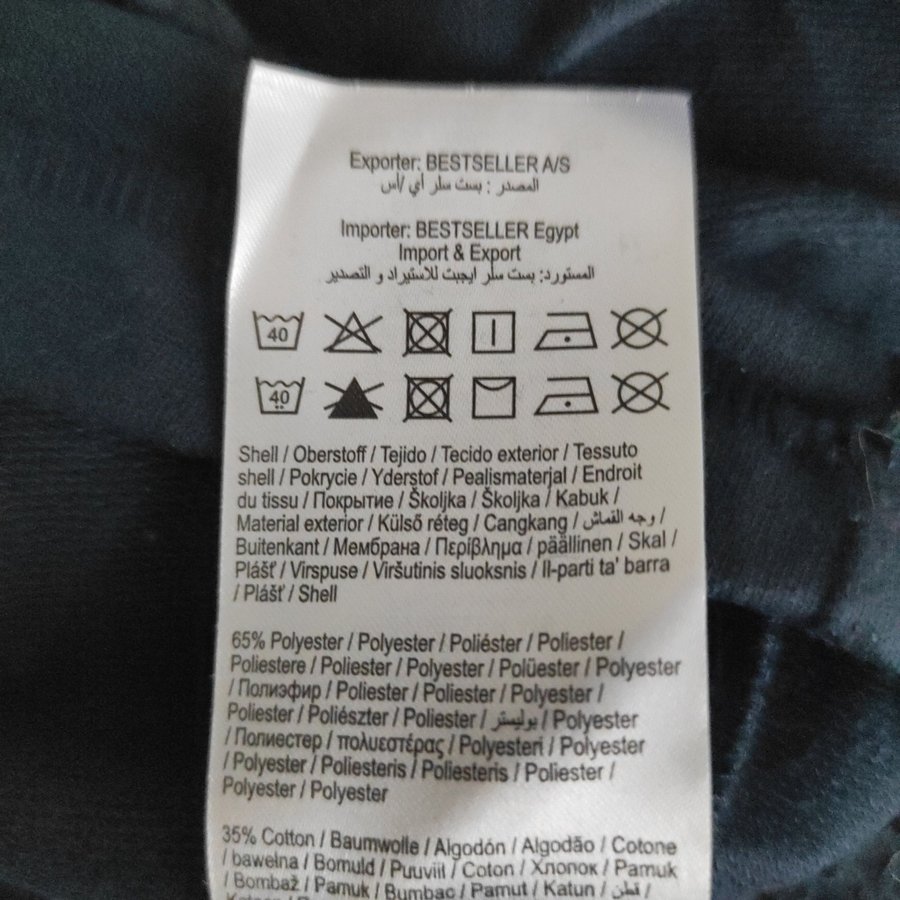 Exporter: BESTSELLER A/S
المصدر : بست سلر أي /أس
Importer: BESTSELLER Egypt
Import & Export
المستورد: بست سلر ايجبت للاستيراد و التصدير
40
40
Shell / Oberstoff / Tejido / Tecido exterior / Tessuto
shell / Pokrycie / Yderstof / Pealismaterjal / Endroit
du tissu / Покрытие / Školjka / Školjka / Kabuk /
Material exterior / Külső réteg / Cangkang / وجه القماش /
Buitenkant / Мембрана / Περίβλημα / päällinen / Skal /
Plášť / Virspuse / Viršutinis sluoksnis / Il-parti ta' barra
/ Plášť / Shell
65% Polyester / Polyester / Poliéster / Poliester /
Poliestere / Poliester / Polyester / Polüester / Polyester
/ Полиэфир / Poliester / Poliester / Polyester /
Poliester / Poliészter / Poliester / بوليستر / Polyester
/ Полиестер / πολυεστέρας / Polyesteri / Polyester
/ Polyester / Poliesteris / Poliesteris / Poliester /
Polyester / Polyester
35% Cotton / Baumwolle / Algodón / Algodão / Cotone
/ bawełna / Bomuld / Puuviit / Coton / Хлопок / Pamuk
/ Bombaž / Pamuk / Bumbac / Pamut / Katun / قطن /